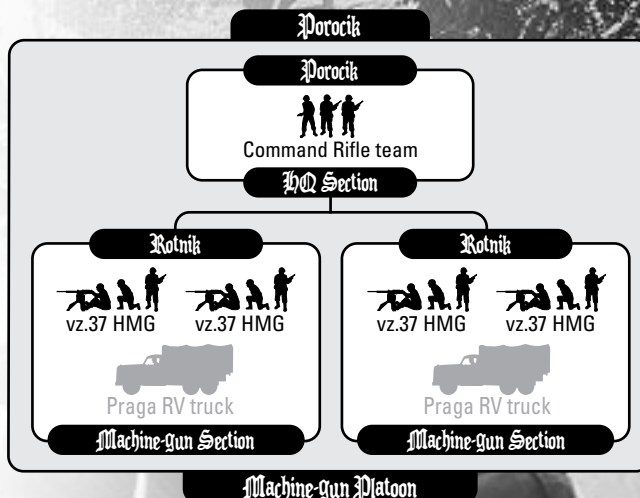 Porocik
Porocik
Command Rifle team
HQ Section
Rotnik
vz.37 HMG vz.37 HMG
Praga RV truck
Machine-gun Section
Rotnik
vz.37 HMG vz.37 HMG
Praga RV truck
Machine-gun Section
Machine-gun Platoon